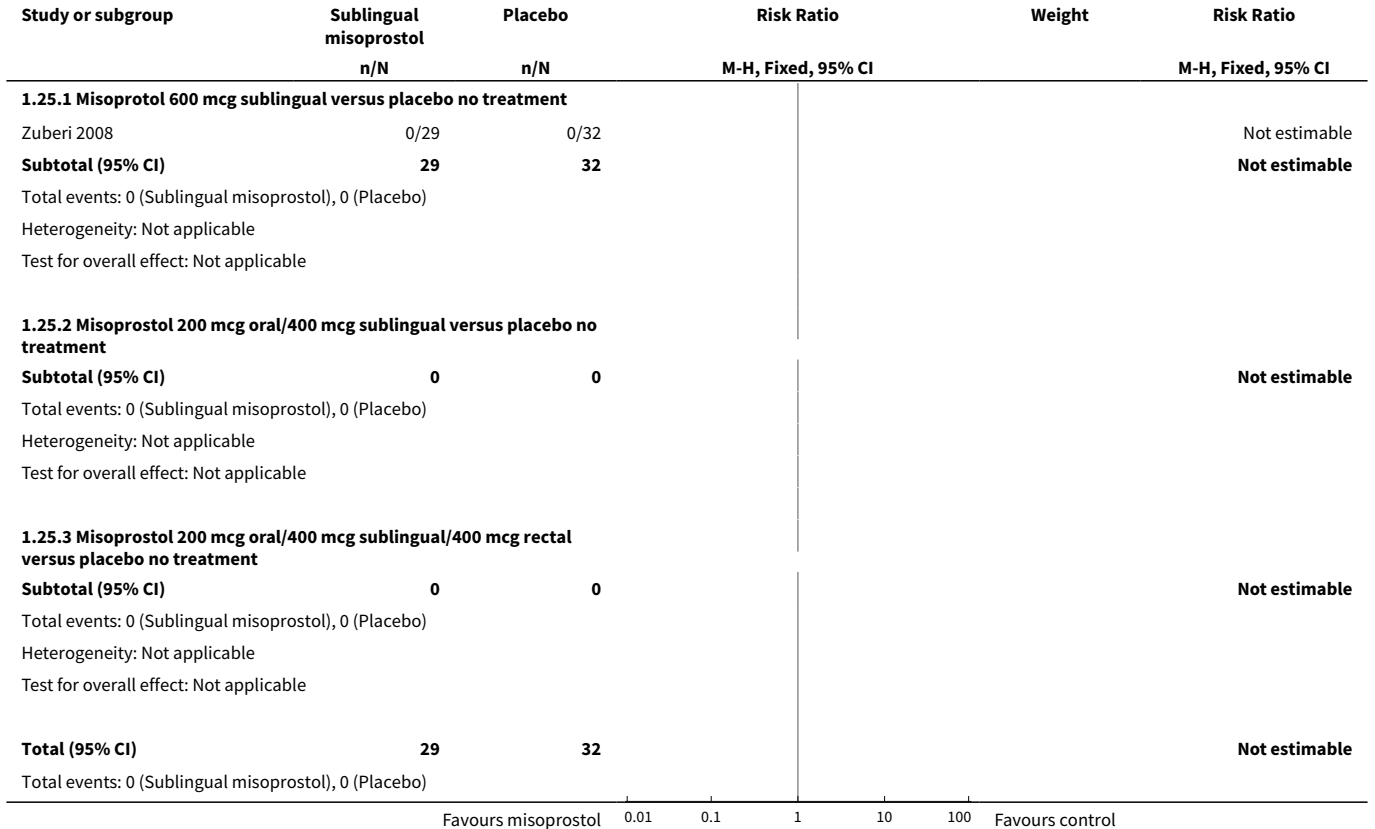 Study or subgroup Sublingual misoprostol Placebo Risk Ratio Weight Risk Ratio
n/N n/N M-H, Fixed, 95% CI M-H, Fixed, 95% CI
1.25.1 Misoprotol 600 mcg sublingual versus placebo no treatment
Zuberi 2008 0/29 0/32 Not estimable
Subtotal (95% CI) 29 32 Not estimable
Total events: 0 (Sublingual misoprostol), 0 (Placebo)
Heterogeneity: Not applicable
Test for overall effect: Not applicable
1.25.2 Misoprostol 200 mcg oral/400 mcg sublingual versus placebo no
treatment
Subtotal (95% CI) 0 0 Not estimable
Total events: 0 (Sublingual misoprostol), 0 (Placebo)
Heterogeneity: Not applicable
Test for overall effect: Not applicable
1.25.3 Misoprostol 200 mcg oral/400 mcg sublingual/400 mcg rectal
versus placebo no treatment
Subtotal (95% CI) 0 0 Not estimable
Total events: 0 (Sublingual misoprostol), 0 (Placebo)
Heterogeneity: Not applicable
Test for overall effect: Not applicable
Total (95% CI) 29 32 Not estimable
Total events: 0 (Sublingual misoprostol), 0 (Placebo)
Favours misoprostol 0.01 0.1 1 10 100 Favours control